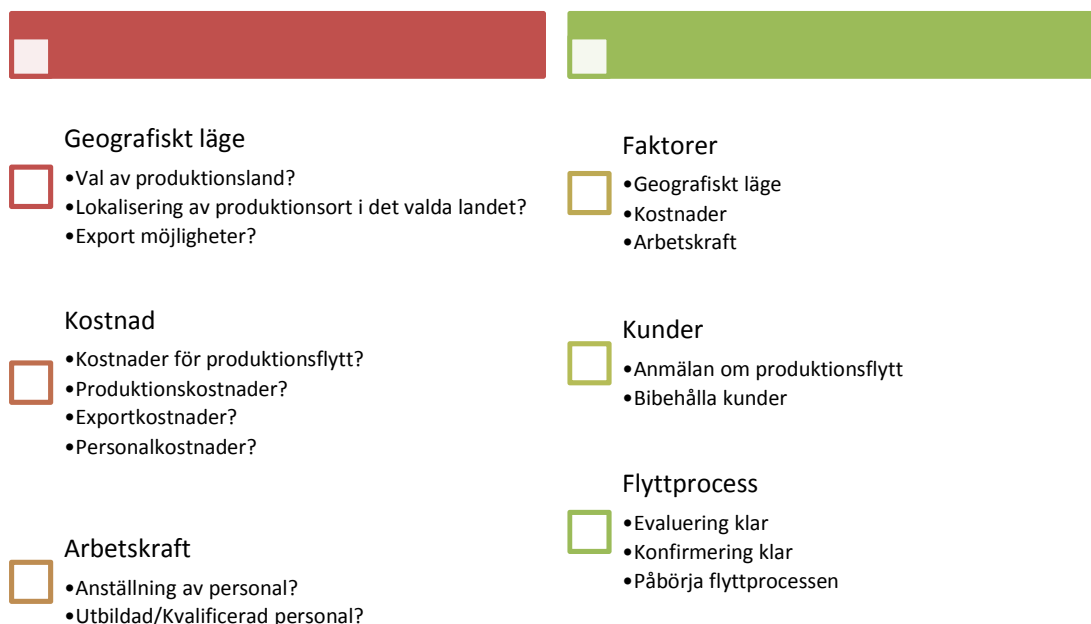 Geografiskt läge
•Val av produktionsland?
•Lokalisering av produktionsort i det valda landet?
•Export möjligheter?
Kostnad
•Kostnader för produktionsflytt?
•Produktionskostnader?
•Exportkostnader?
•Personalkostnader?
Arbetskraft
•Anställning av personal?
•Utbildad/Kvalificerad personal?
Faktorer
•Geografiskt läge
•Kostnader
•Arbetskraft
Kunder
•Anmälan om produktionsflytt
•Bibehålla kunder
Flyttprocess
•Evaluering klar
•Konfirmering klar
•Påbörja flyttprocessen